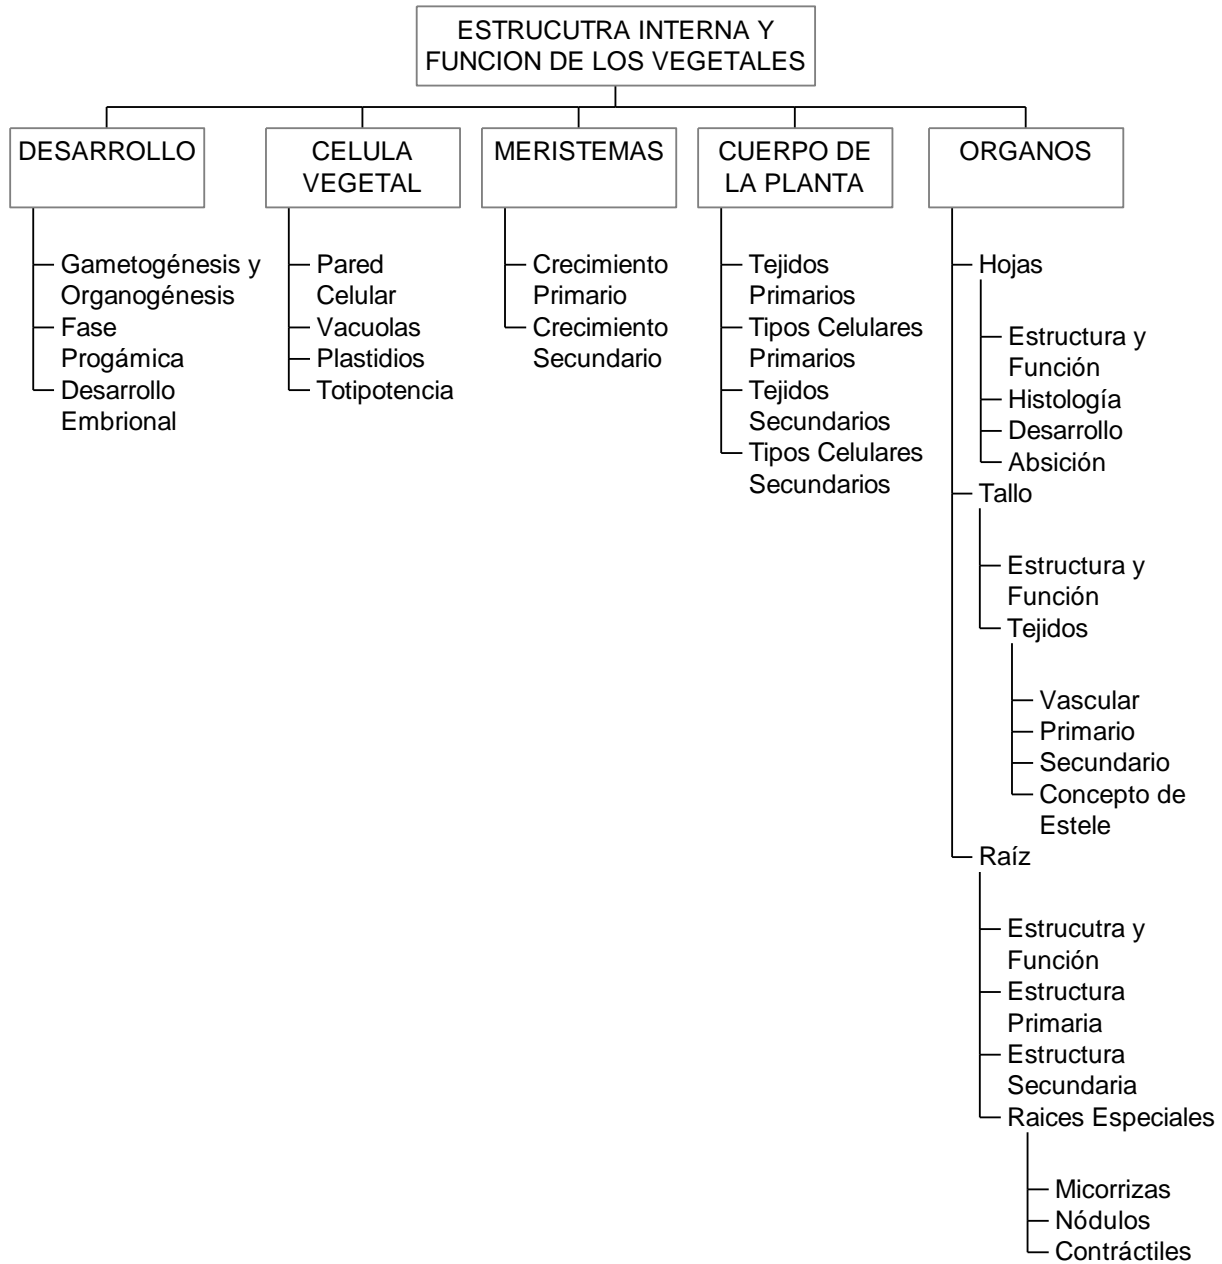 ESTRUCUTRA INTERNA Y
FUNCION DE LOS VEGETALES
DESARROLLO
Gametogénesis y
Organogénesis
Fase
Progámica
Desarrollo
Embrional
CELULA
VEGETAL
Pared
Celular
Vacuolas
Plastidios
Totipotencia
MERISTEMAS
Crecimiento
Primario
Crecimiento
Secundario
CUERPO DE
LA PLANTA
Tejidos
Primarios
Tipos Celulares
Primarios
Tejidos
Secundarios
Tipos Celulares
Secundarios
ORGANOS
Hojas
Estructura y
Función
Histología
Desarrollo
Absición
Tallo
Estructura y
Función
Tejidos
Vascular
Primario
Secundario
Concepto de
Estele
Raíz
Estrucutra y
Función
Estructura
Primaria
Estructura
Secundaria
Raices Especiales
Micorrizas
Nódulos
Contráctiles